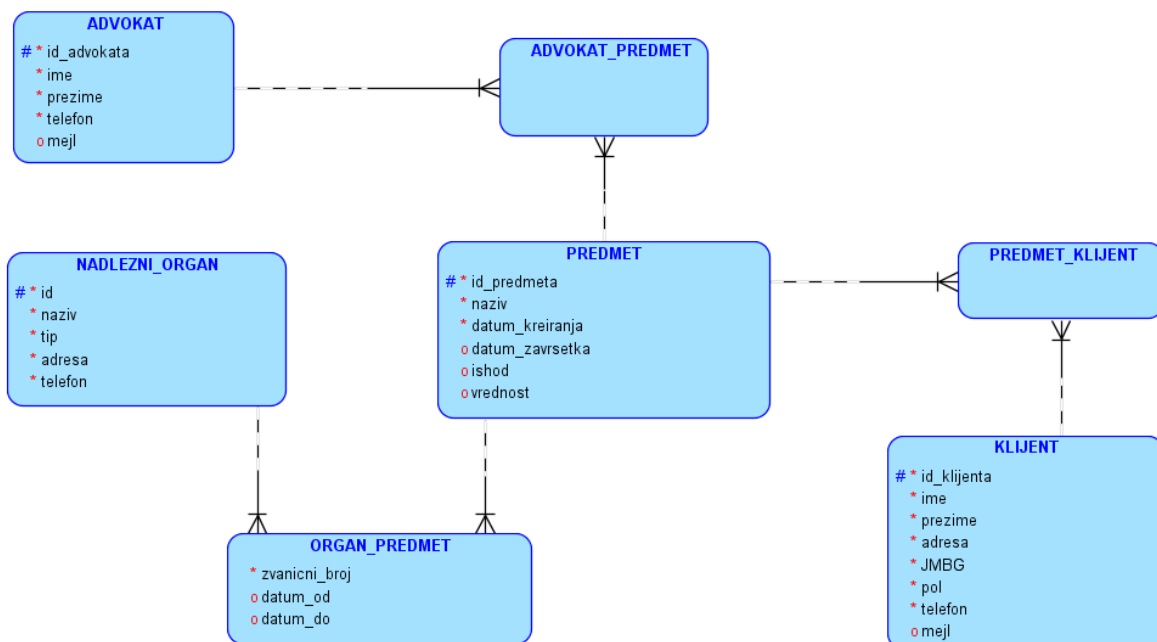 ADVOKAT
# * id_advokata
* ime
* prezime
* telefon
o mejl
ADVOKAT_PREDMET
NADLEZNI_ORGAN
# * id
* naziv
* tip
* adresa
* telefon
PREDMET
# * id_predmeta
* naziv
* datum_kreiranja
o datum_zavrsetka
o ishod
o vrednost
PREDMET_KLIJENT
ORGAN_PREDMET
* zvanicni_broj
o datum_od
o datum_do
KLIJENT
# * id_klijenta
* ime
* prezime
* adresa
* JMBG
* pol
* telefon
o mejl